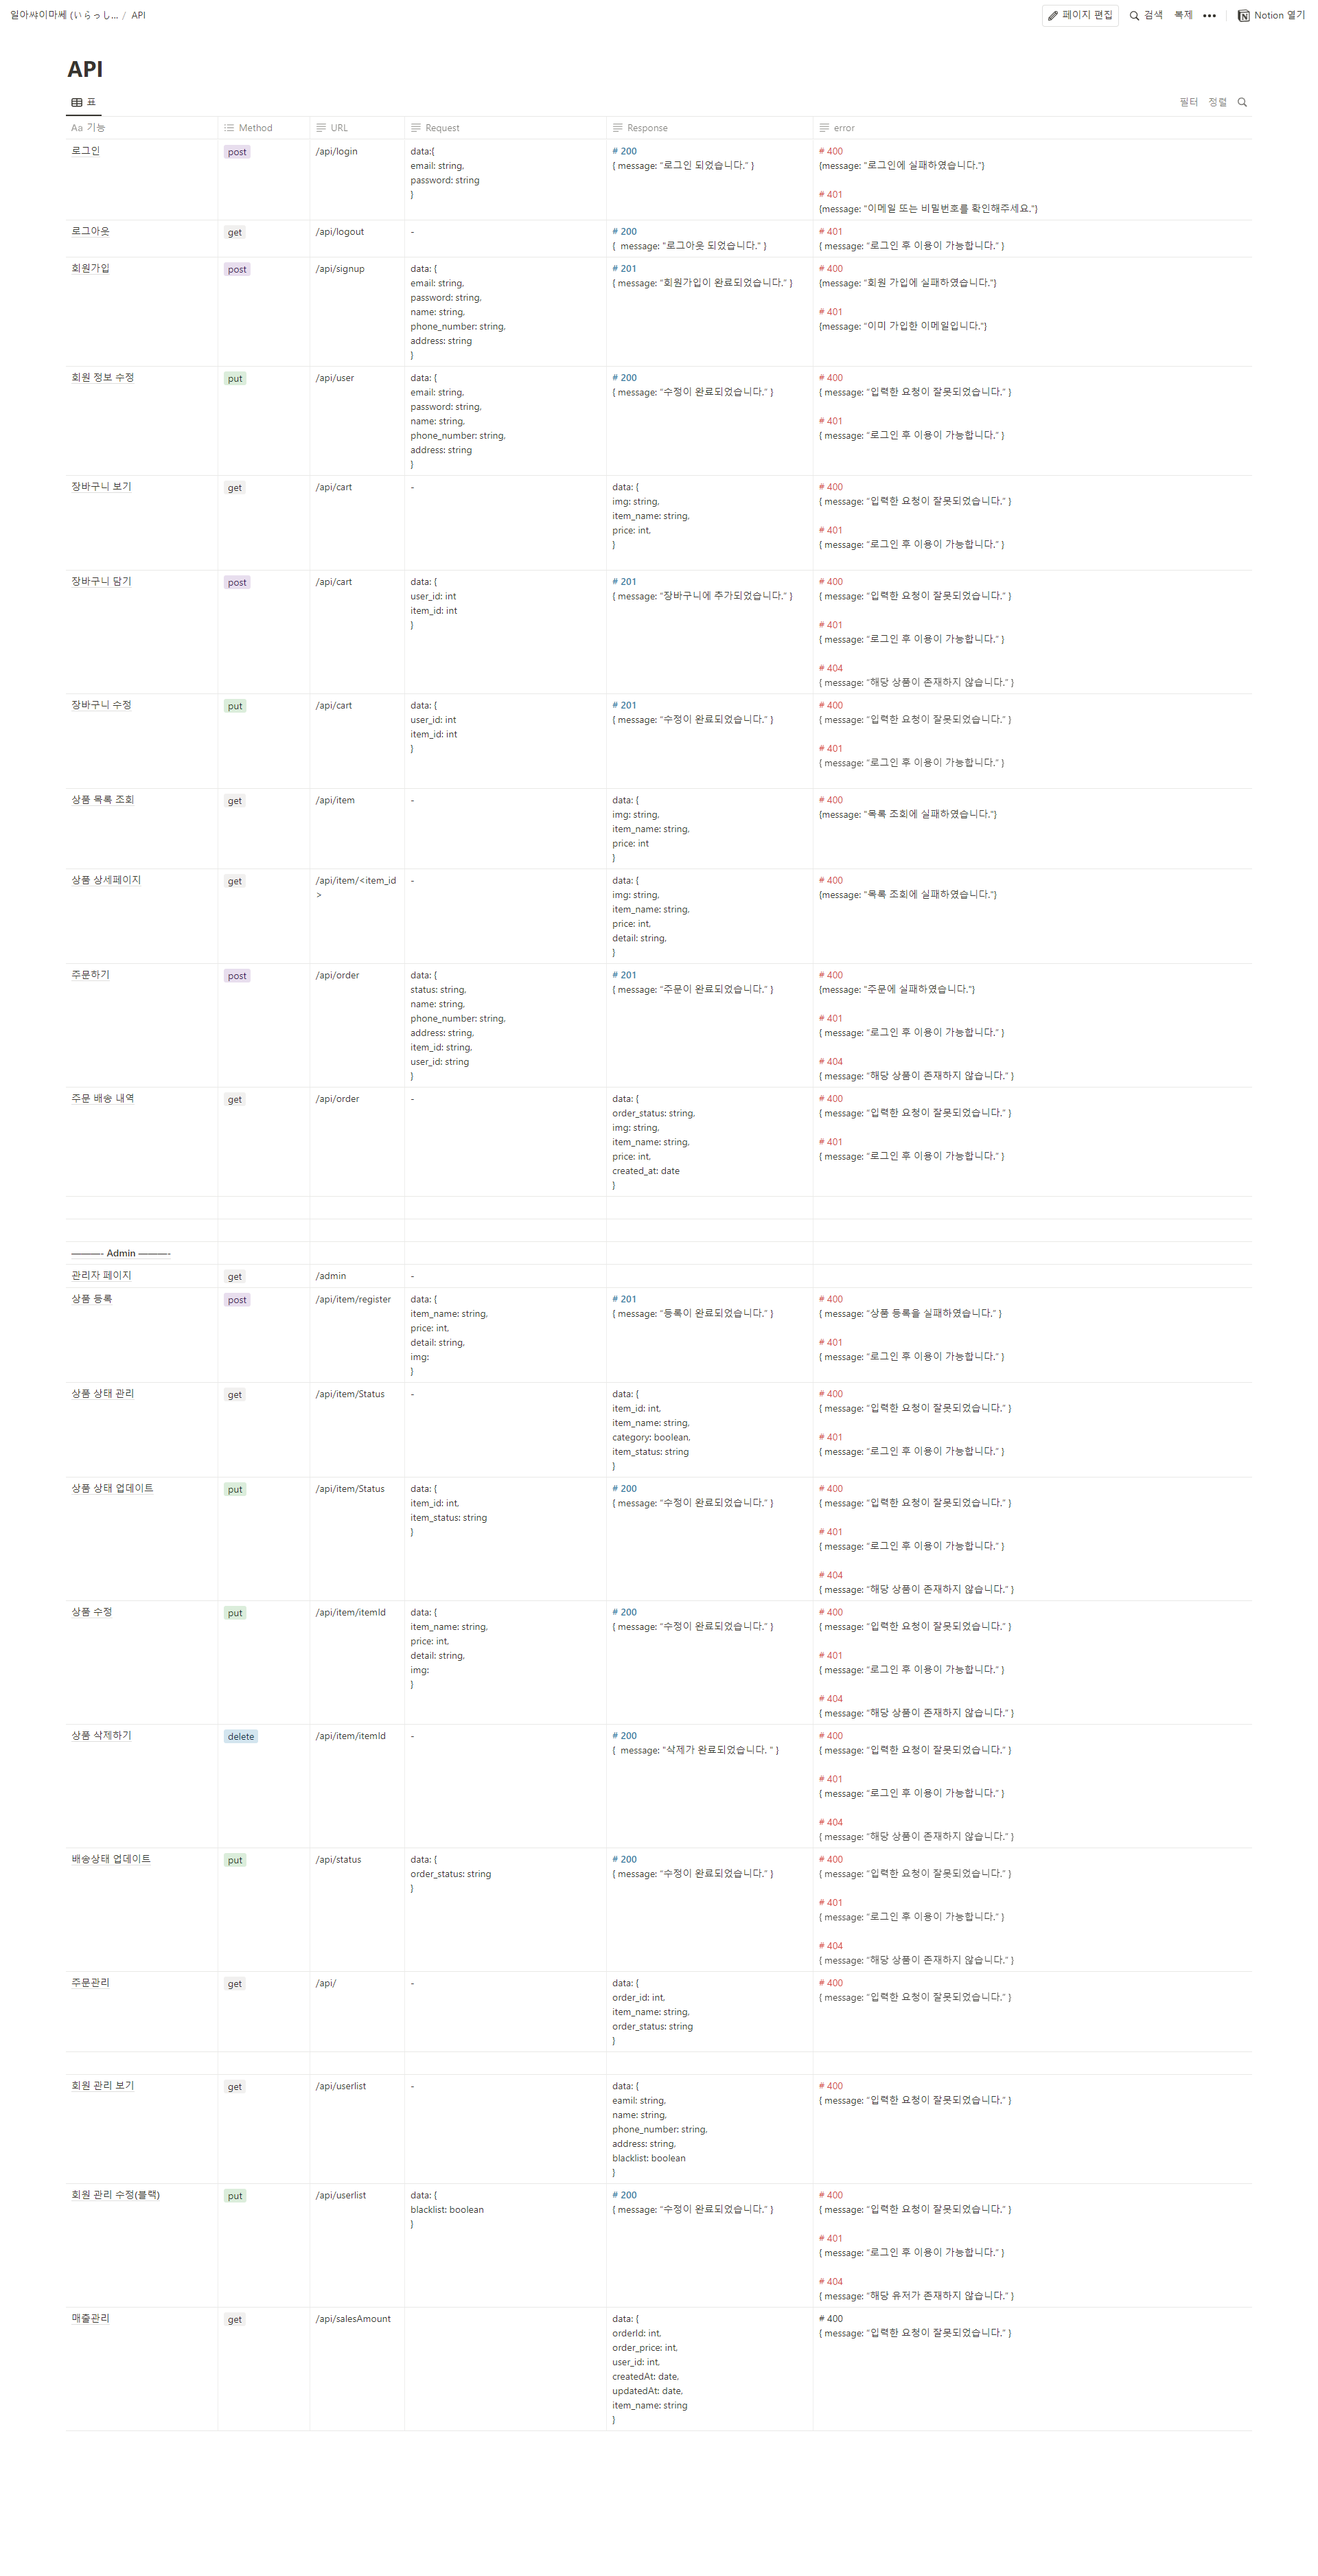 일아쌰이마쎄 (いらっし... / API
페이지 편집 검색 복제 ••• Notion 열기
API
표
필터 정렬
Aa 기능 Method URL Request Response error
로그인 post /api/login
data:{
email: string,
password: string
}
# 200
{ message: “로그인 되었습니다.” }
# 400
{message: "로그인에 실패하였습니다."}
# 401
{message: "이메일 또는 비밀번호를 확인해주세요."}
로그아웃 get /api/logout -
# 200
{ message: “로그아웃 되었습니다.” }
# 401
{ message: “로그인 후 이용이 가능합니다.” }
회원가입 post /api/signup
data: {
email: string,
password: string,
name: string,
phone_number: string,
address: string
}
# 201
{ message: “회원가입이 완료되었습니다.” }
# 400
{message: "회원 가입에 실패하였습니다."}
# 401
{message: "이미 가입한 이메일입니다."}
회원 정보 수정 put /api/user
data: {
email: string,
password: string,
name: string,
phone_number: string,
address: string
}
# 200
{ message: “수정이 완료되었습니다.” }
# 400
{ message: “입력한 요청이 잘못되었습니다.” }
# 401
{ message: “로그인 후 이용이 가능합니다.” }
장바구니 보기 get /api/cart -
data: {
img: string,
item_name: string,
price: int,
}
# 400
{ message: “입력한 요청이 잘못되었습니다.” }
# 401
{ message: “로그인 후 이용이 가능합니다.” }
장바구니 담기 post /api/cart
data: {
user_id: int
item_id: int
}
# 201
{ message: “장바구니에 추가되었습니다.” }
# 400
{ message: “입력한 요청이 잘못되었습니다.” }
# 401
{ message: “로그인 후 이용이 가능합니다.” }
# 404
{ message: “해당 상품이 존재하지 않습니다.” }
장바구니 수정 put /api/cart
data: {
user_id: int
item_id: int
}
# 201
{ message: “수정이 완료되었습니다.” }
# 400
{ message: “입력한 요청이 잘못되었습니다.” }
# 401
{ message: “로그인 후 이용이 가능합니다.” }
상품 목록 조회 get /api/item -
data: {
img: string,
item_name: string,
price: int
}
# 400
{message: "목록 조회에 실패하였습니다."}
상품 상세페이지 get
/api/item/<item_id
>
-
data: {
img: string,
item_name: string,
price: int,
detail: string,
}
# 400
{message: "목록 조회에 실패하였습니다."}
주문하기 post /api/order
data: {
status: string,
name: string,
phone_number: string,
address: string,
item_id: string,
user_id: string
}
# 201
{ message: “주문이 완료되었습니다.” }
# 400
{message: "주문에 실패하였습니다."}
# 401
{ message: “로그인 후 이용이 가능합니다.” }
# 404
{ message: “해당 상품이 존재하지 않습니다.” }
주문 배송 내역 get /api/order -
data: {
order_status: string,
img: string,
item_name: string,
price: int,
created_at: date
}
# 400
{ message: “입력한 요청이 잘못되었습니다.” }
# 401
{ message: “로그인 후 이용이 가능합니다.” }
———- Admin ———-
관리자 페이지 get /admin -
상품 등록 post /api/item/register
data: {
item_name: string,
price: int,
detail: string,
img:
}
# 201
{ message: “등록이 완료되었습니다.” }
# 400
{ message: “상품 등록을 실패하였습니다.” }
# 401
{ message: “로그인 후 이용이 가능합니다.” }
상품 상태 관리 get /api/item/Status -
data: {
item_id: int,
item_name: string,
category: boolean,
item_status: string
}
# 400
{ message: “입력한 요청이 잘못되었습니다.” }
# 401
{ message: “로그인 후 이용이 가능합니다.” }
상품 상태 업데이트 put /api/item/Status
data: {
item_id: int,
item_status: string
}
# 200
{ message: “수정이 완료되었습니다.” }
# 400
{ message: “입력한 요청이 잘못되었습니다.” }
# 401
{ message: “로그인 후 이용이 가능합니다.” }
# 404
{ message: “해당 상품이 존재하지 않습니다.” }
상품 수정 put /api/item/itemId
data: {
item_name: string,
price: int,
detail: string,
img:
}
# 200
{ message: “수정이 완료되었습니다.” }
# 400
{ message: “입력한 요청이 잘못되었습니다.” }
# 401
{ message: “로그인 후 이용이 가능합니다.” }
# 404
{ message: “해당 상품이 존재하지 않습니다.” }
상품 삭제하기 delete /api/item/itemId -
# 200
{ message: “삭제가 완료되었습니다. ” }
# 400
{ message: “입력한 요청이 잘못되었습니다.” }
# 401
{ message: “로그인 후 이용이 가능합니다.” }
# 404
{ message: “해당 상품이 존재하지 않습니다.” }
배송상태 업데이트 put /api/status
data: {
order_status: string
}
# 200
{ message: “수정이 완료되었습니다.” }
# 400
{ message: “입력한 요청이 잘못되었습니다.” }
# 401
{ message: “로그인 후 이용이 가능합니다.” }
# 404
{ message: “해당 상품이 존재하지 않습니다.” }
주문관리 get /api/ -
data: {
order_id: int,
item_name: string,
order_status: string
}
# 400
{ message: “입력한 요청이 잘못되었습니다.” }
회원 관리 보기 get /api/userlist -
data: {
eamil: string,
name: string,
phone_number: string,
address: string,
blacklist: boolean
}
# 400
{ message: “입력한 요청이 잘못되었습니다.” }
회원 관리 수정(블랙) put /api/userlist
data: {
blacklist: boolean
}
# 200
{ message: “수정이 완료되었습니다.” }
# 400
{ message: “입력한 요청이 잘못되었습니다.” }
# 401
{ message: “로그인 후 이용이 가능합니다.” }
# 404
{ message: “해당 유저가 존재하지 않습니다.” }
매출관리 get /api/salesAmount
data: {
orderId: int,
order_price: int,
user_id: int,
createdAt: date,
updatedAt: date,
item_name: string
}
# 400
{ message: “입력한 요청이 잘못되었습니다.” }